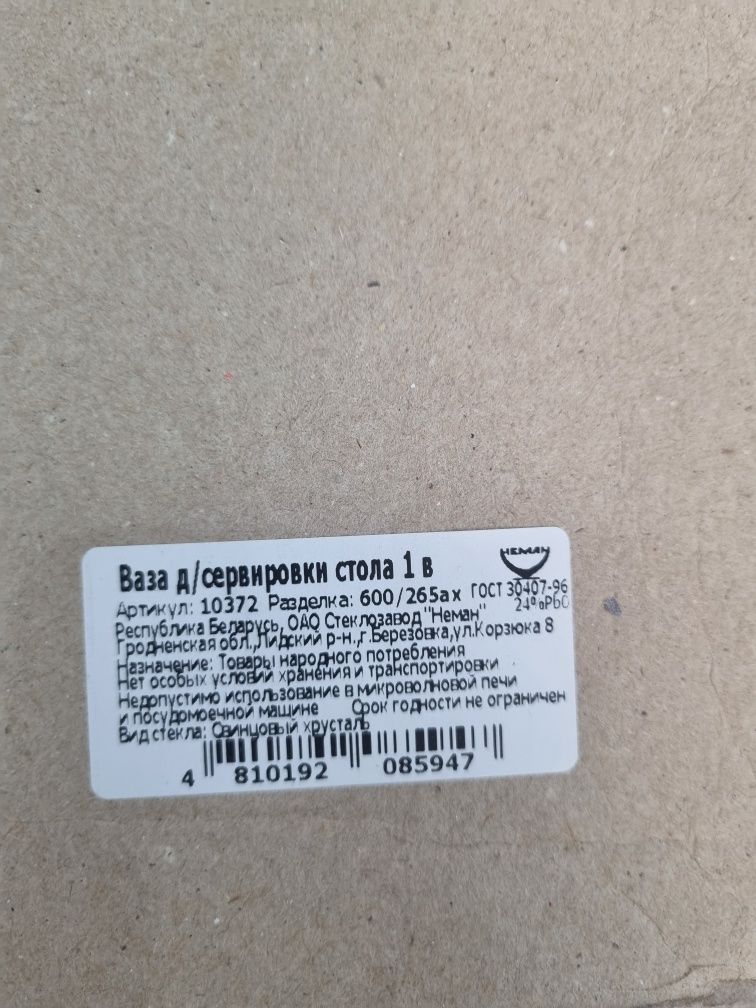 Ваза д/сервировки стола 1 в
НЕМАН
Артикул: 10372 Разделка: 600/265ах ГОСТ 30407-96
24%PbO
Республика Беларусь, ОАО Стеклозавод "Неман"
Гродненская обл.,Лидский р-н.,г.Березовка,ул.Корзюка 8
Назначение: Товары народного потребления
Нет особых условий хранения и транспортировки
Недопустимо использование в микроволновой печи
и посудомоечной машине Срок годности не ограничен
Вид стекла: Свинцовый хрусталь
4 810192 085947